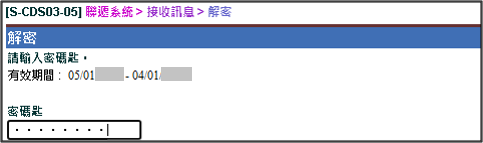 [S-CDS03-05] 聯遞系統 > 接收訊息 > 解密
解密
請輸入密碼匙。
有效期間： 05/01 - 04/01/
密碼匙